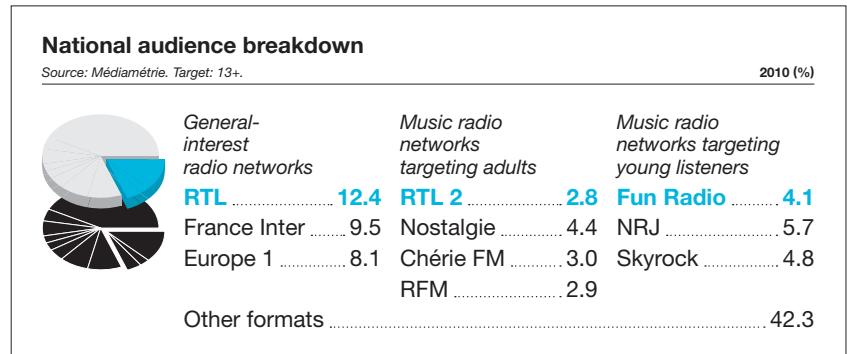 National audience breakdown
Source: Médiamétrie. Target: 13+.
2010 (%)
General-
interest
radio networks
RTL 12.4
France Inter 9.5
Europe 1 8.1
Music radio
networks
targeting adults
RTL 2 2.8
Nostalgie 4.4
Chérie FM 3.0
RFM 2.9
Music radio
networks targeting
young listeners
Fun Radio 4.1
NRJ 5.7
Skyrock 4.8
Other formats 42.3